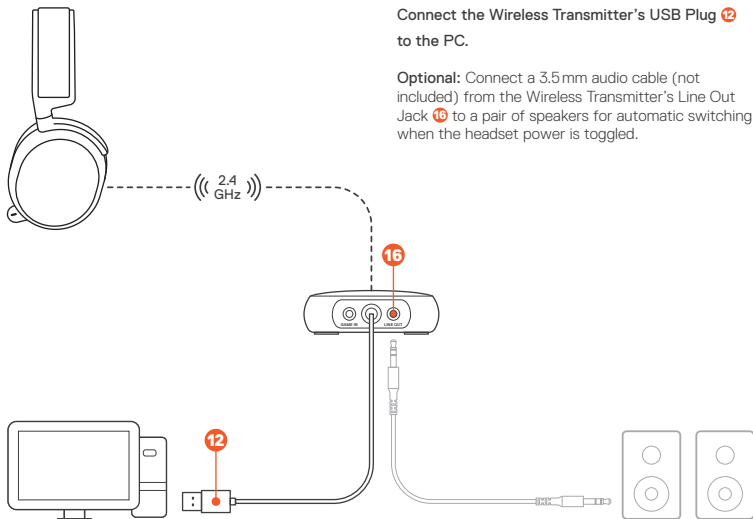 Connect the Wireless Transmitter's USB Plug 12
to the PC.
Optional: Connect a 3.5 mm audio cable (not
included) from the Wireless Transmitter's Line Out
Jack 16 to a pair of speakers for automatic switching
when the headset power is toggled.
2.4
GHz
16
GAME IN
LINE OUT
12